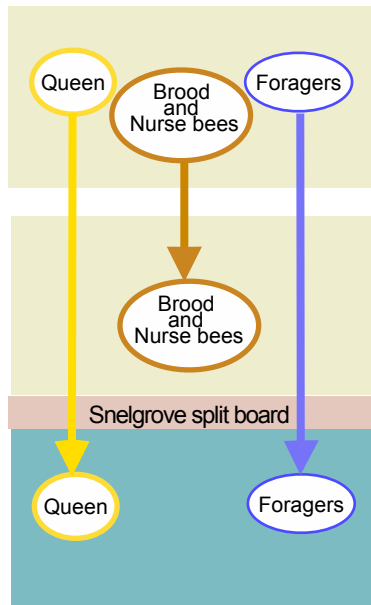 Queen
Brood
and
Nurse bees
Foragers
Brood
and
Nurse bees
Snelgrove split board
Queen
Foragers